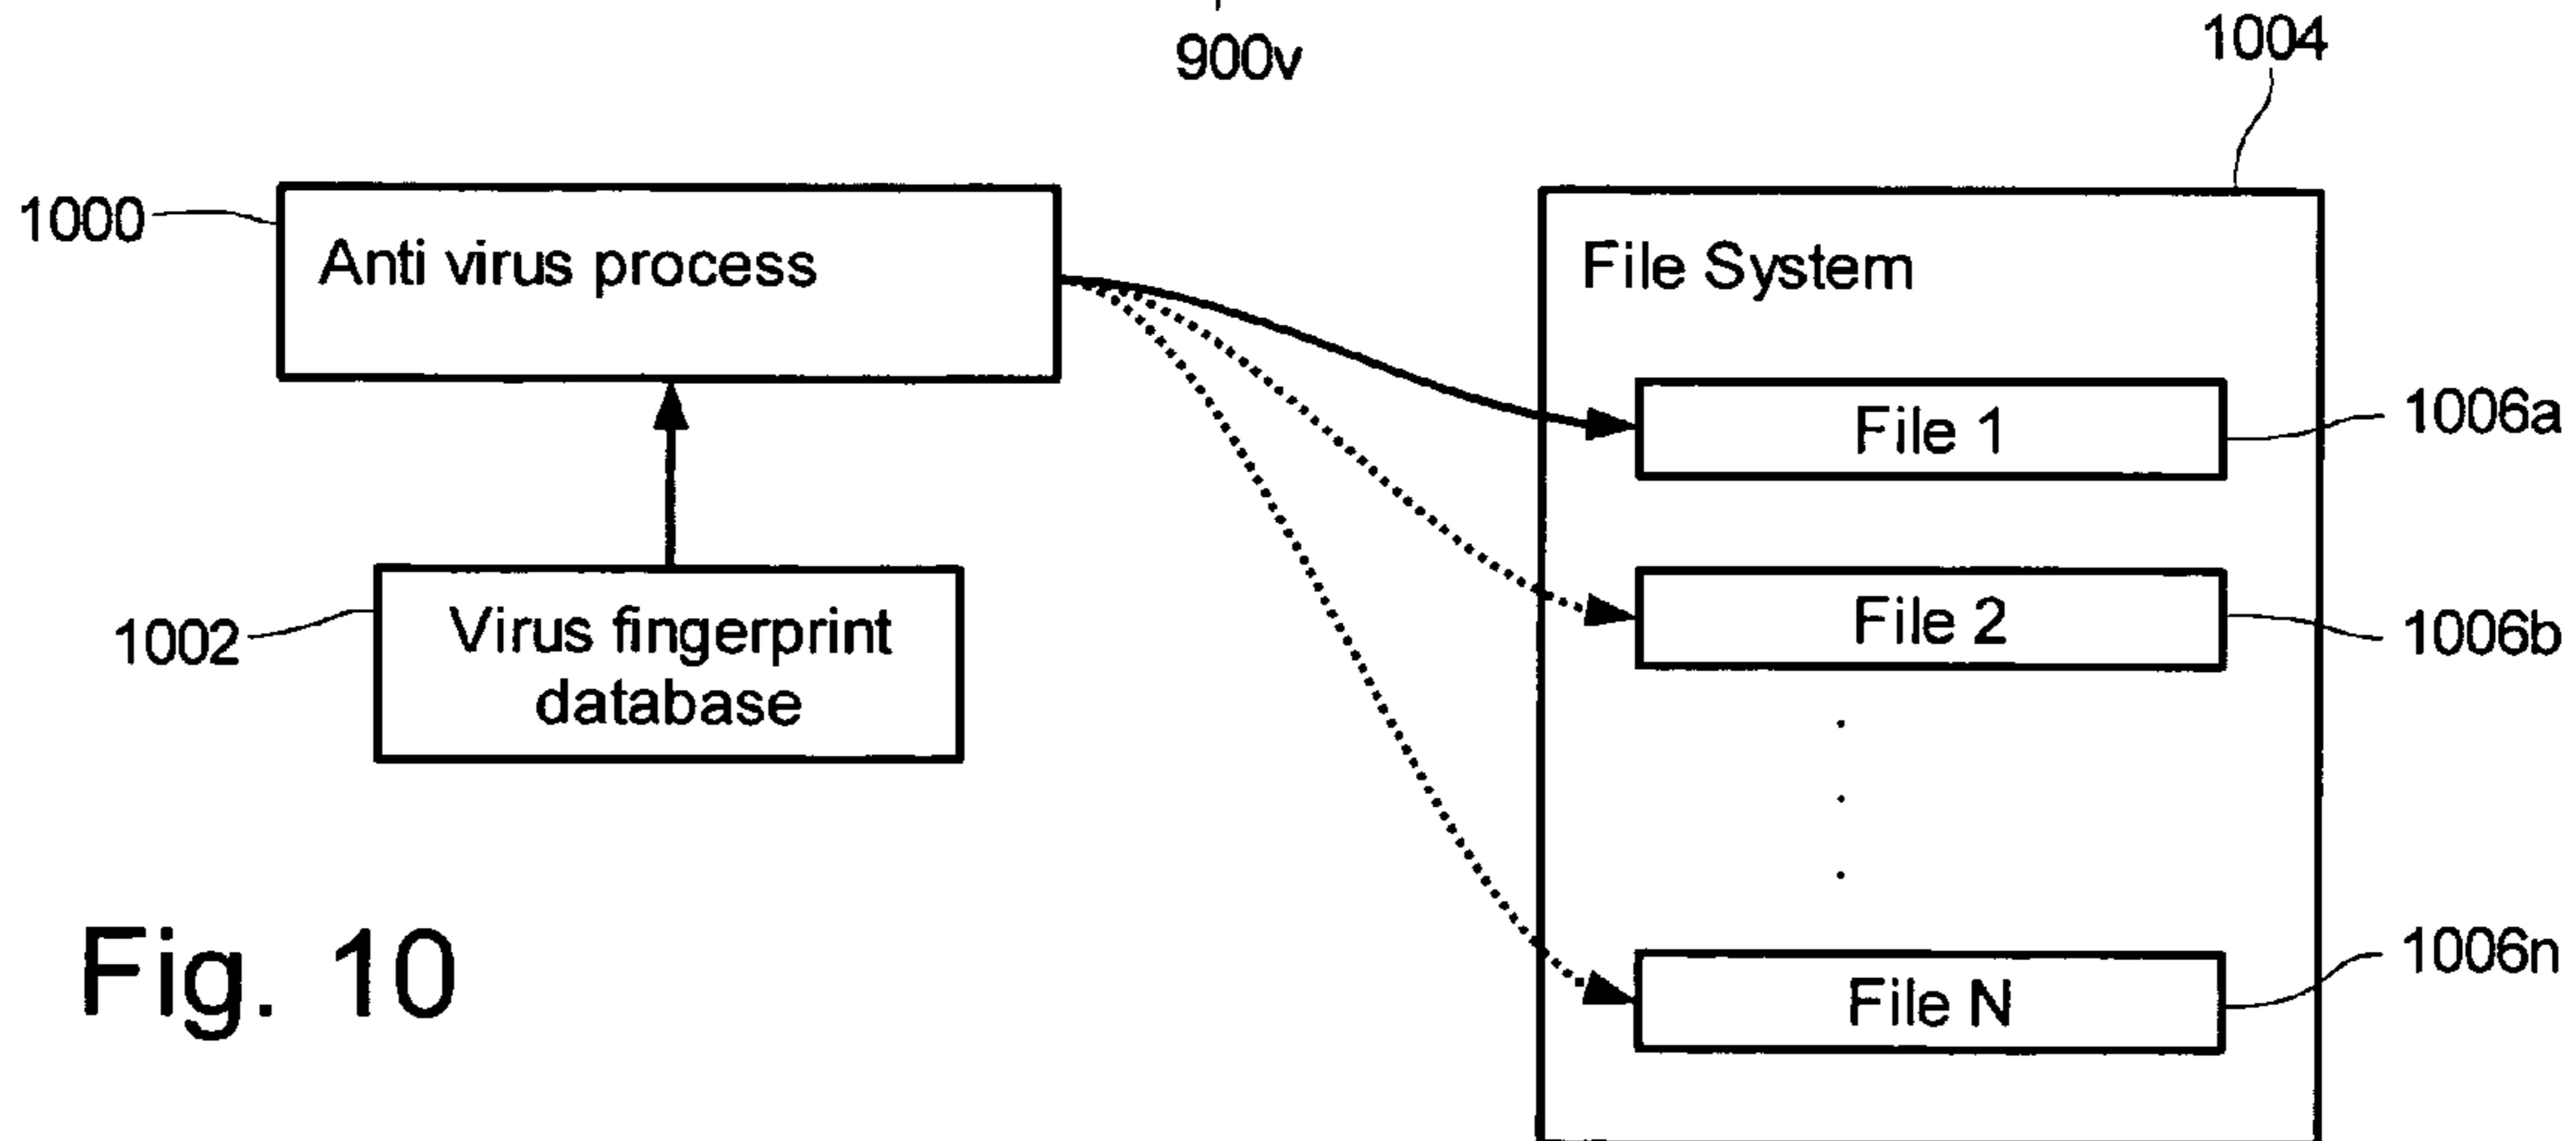 900v
1004
1000
Anti virus process
File System
File 1
1006a
1002
Virus fingerprint
database
File 2
1006b
Fig. 10
File N
1006n